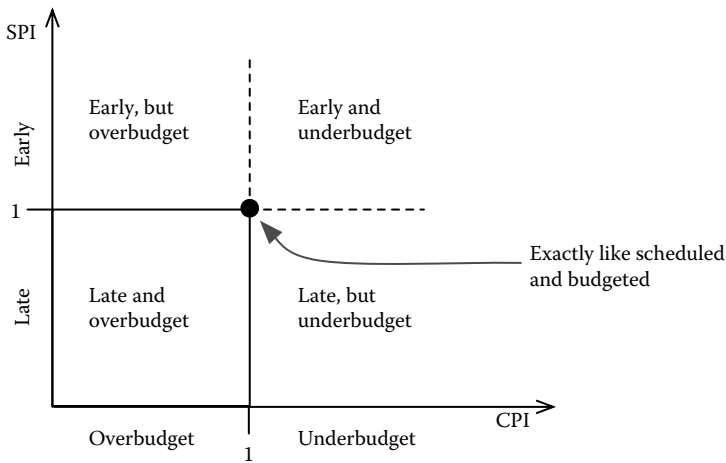 SPI
Early, but
overbudget
Early and
underbudget
Early
1
Exactly like scheduled
and budgeted
Late and
overbudget
Late, but
underbudget
Late
CPI
Overbudget
Underbudget
1